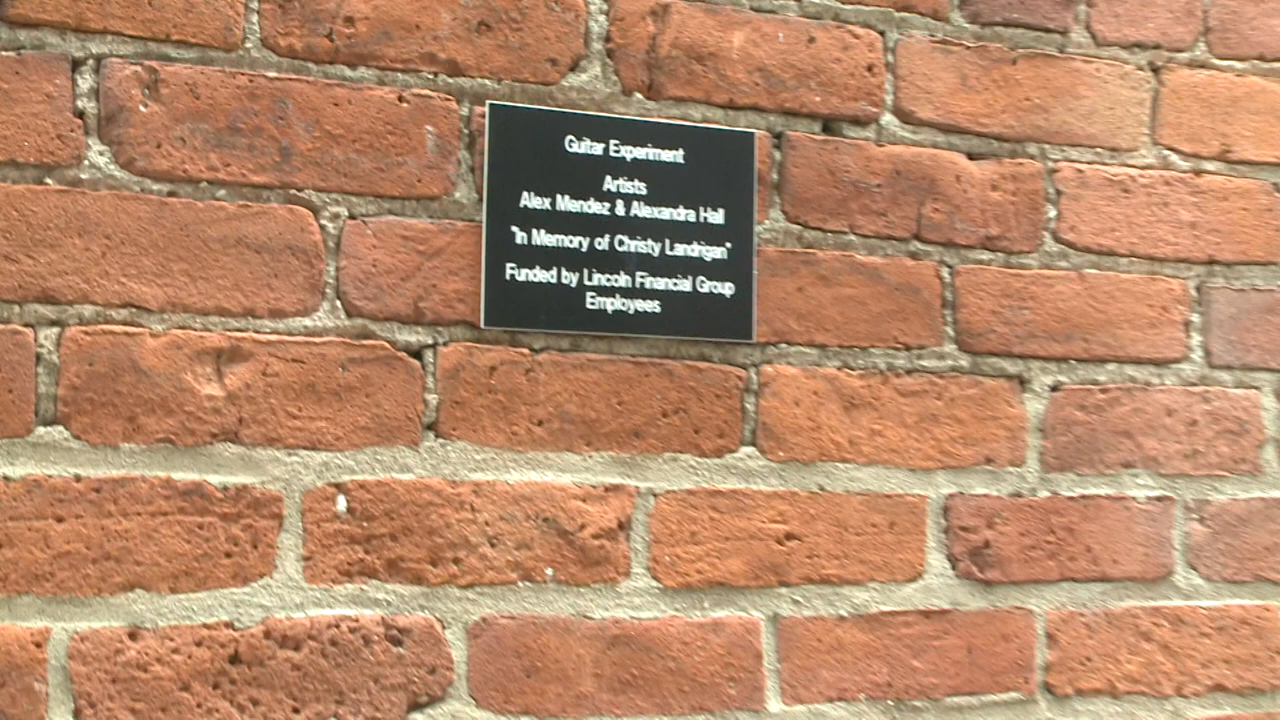 Guitar Experiment
Artists
Alex Mendez & Alexandra Hall
"In Memory of Christy Landrigan"
Funded by Lincoln Financial Group
Employees